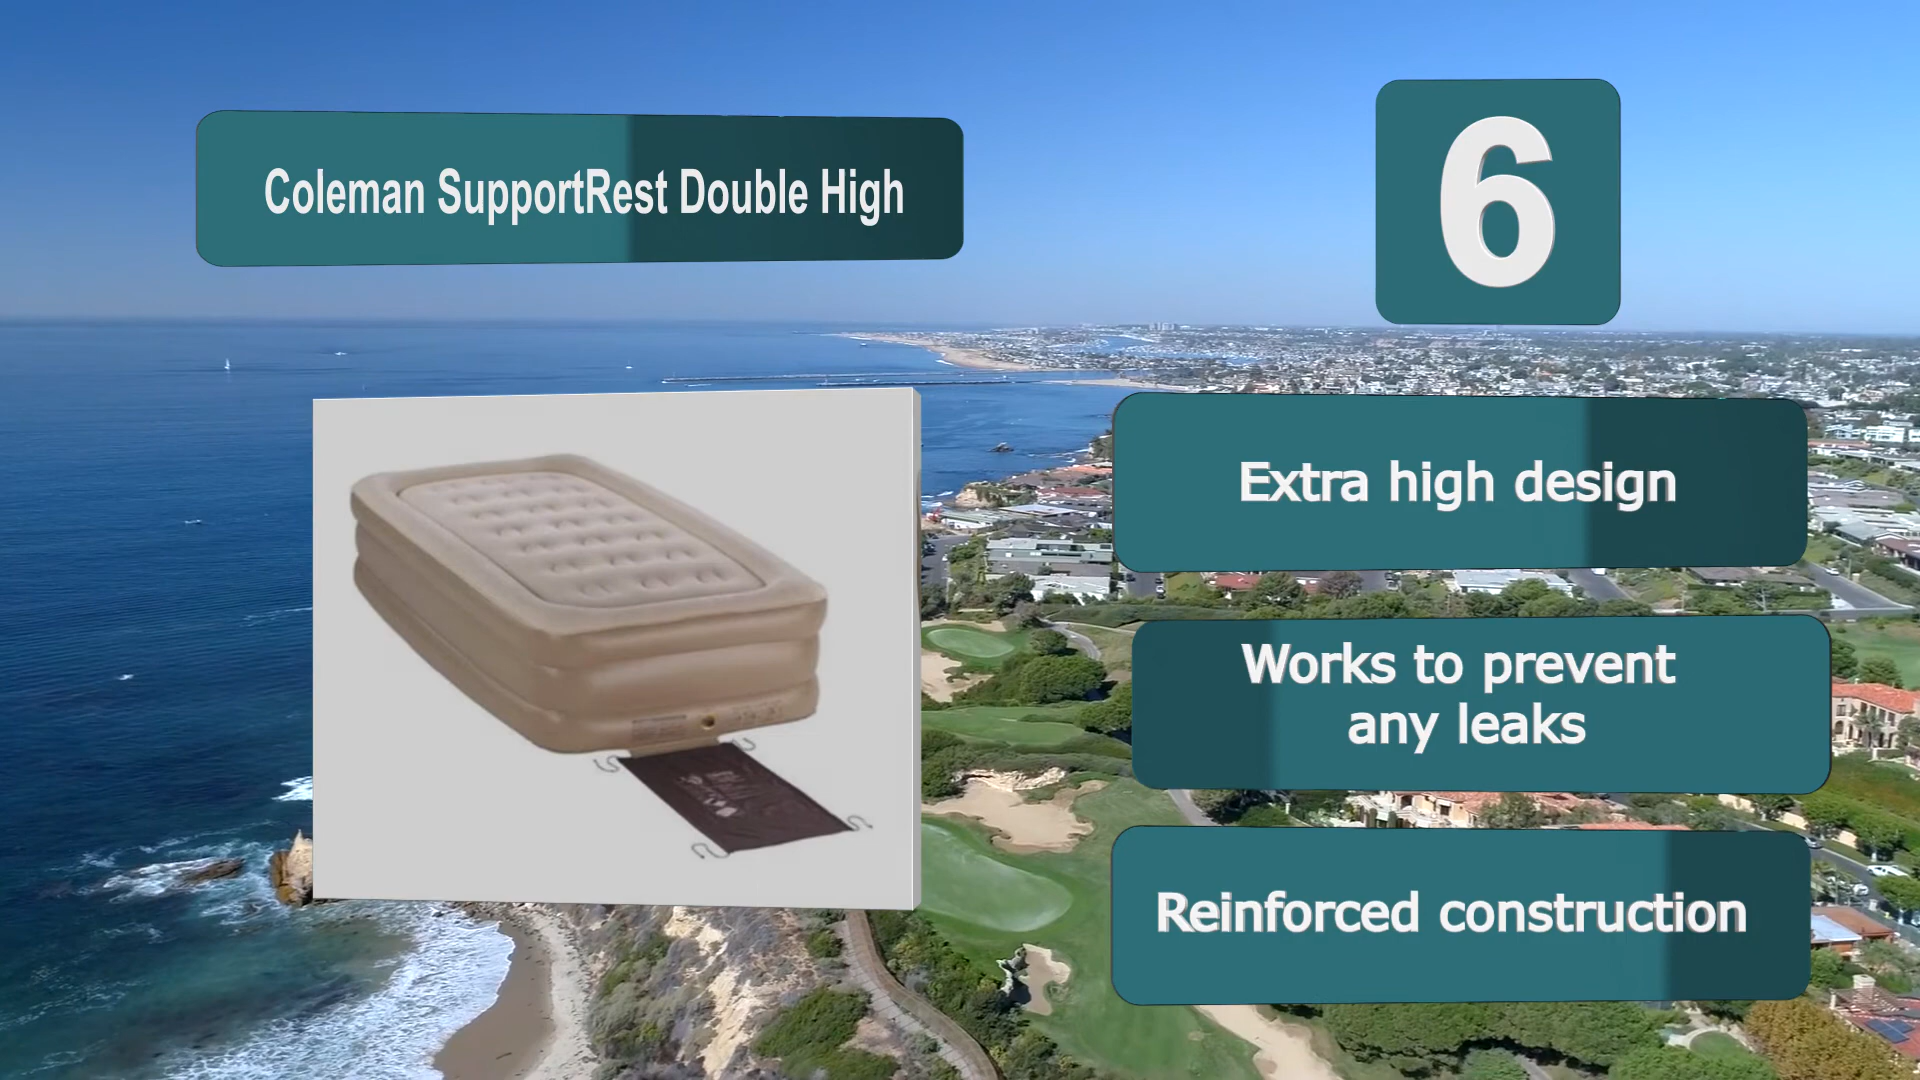 Coleman SupportRest Double High
6
Extra high design
Works to prevent
any leaks
Reinforced construction